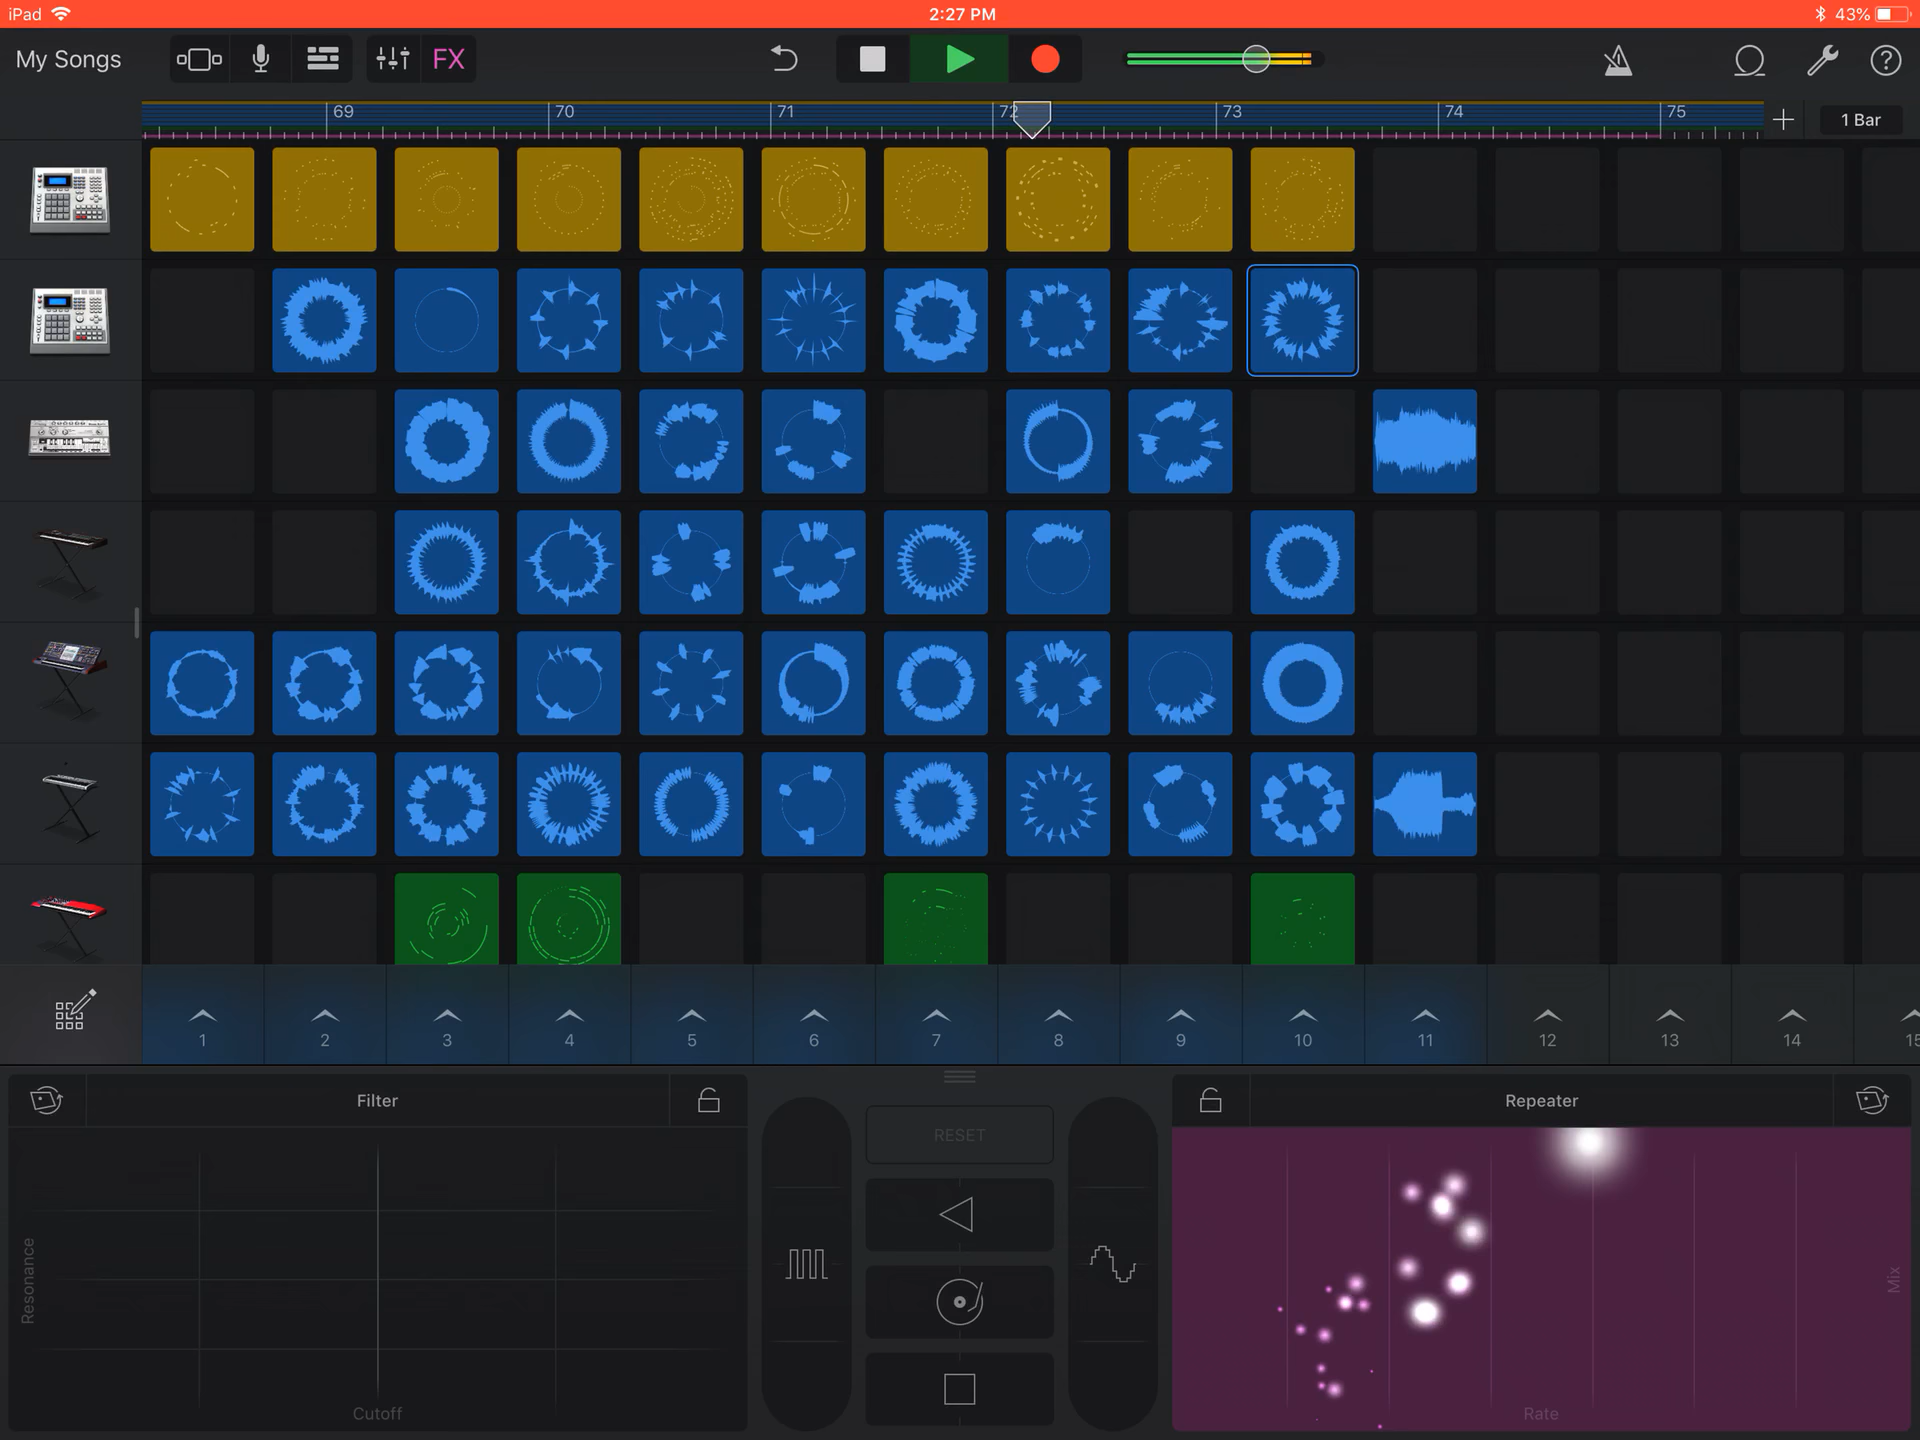 iPad 2:27 PM 43%
My Songs FX
69 70 71 72 73 74 75 1 Bar
1 2 3 4 5 6 7 8 9 10 11 12 13 14 15
Filter
Resonance
Cutoff
RESET
Repeater
Mix
Rate